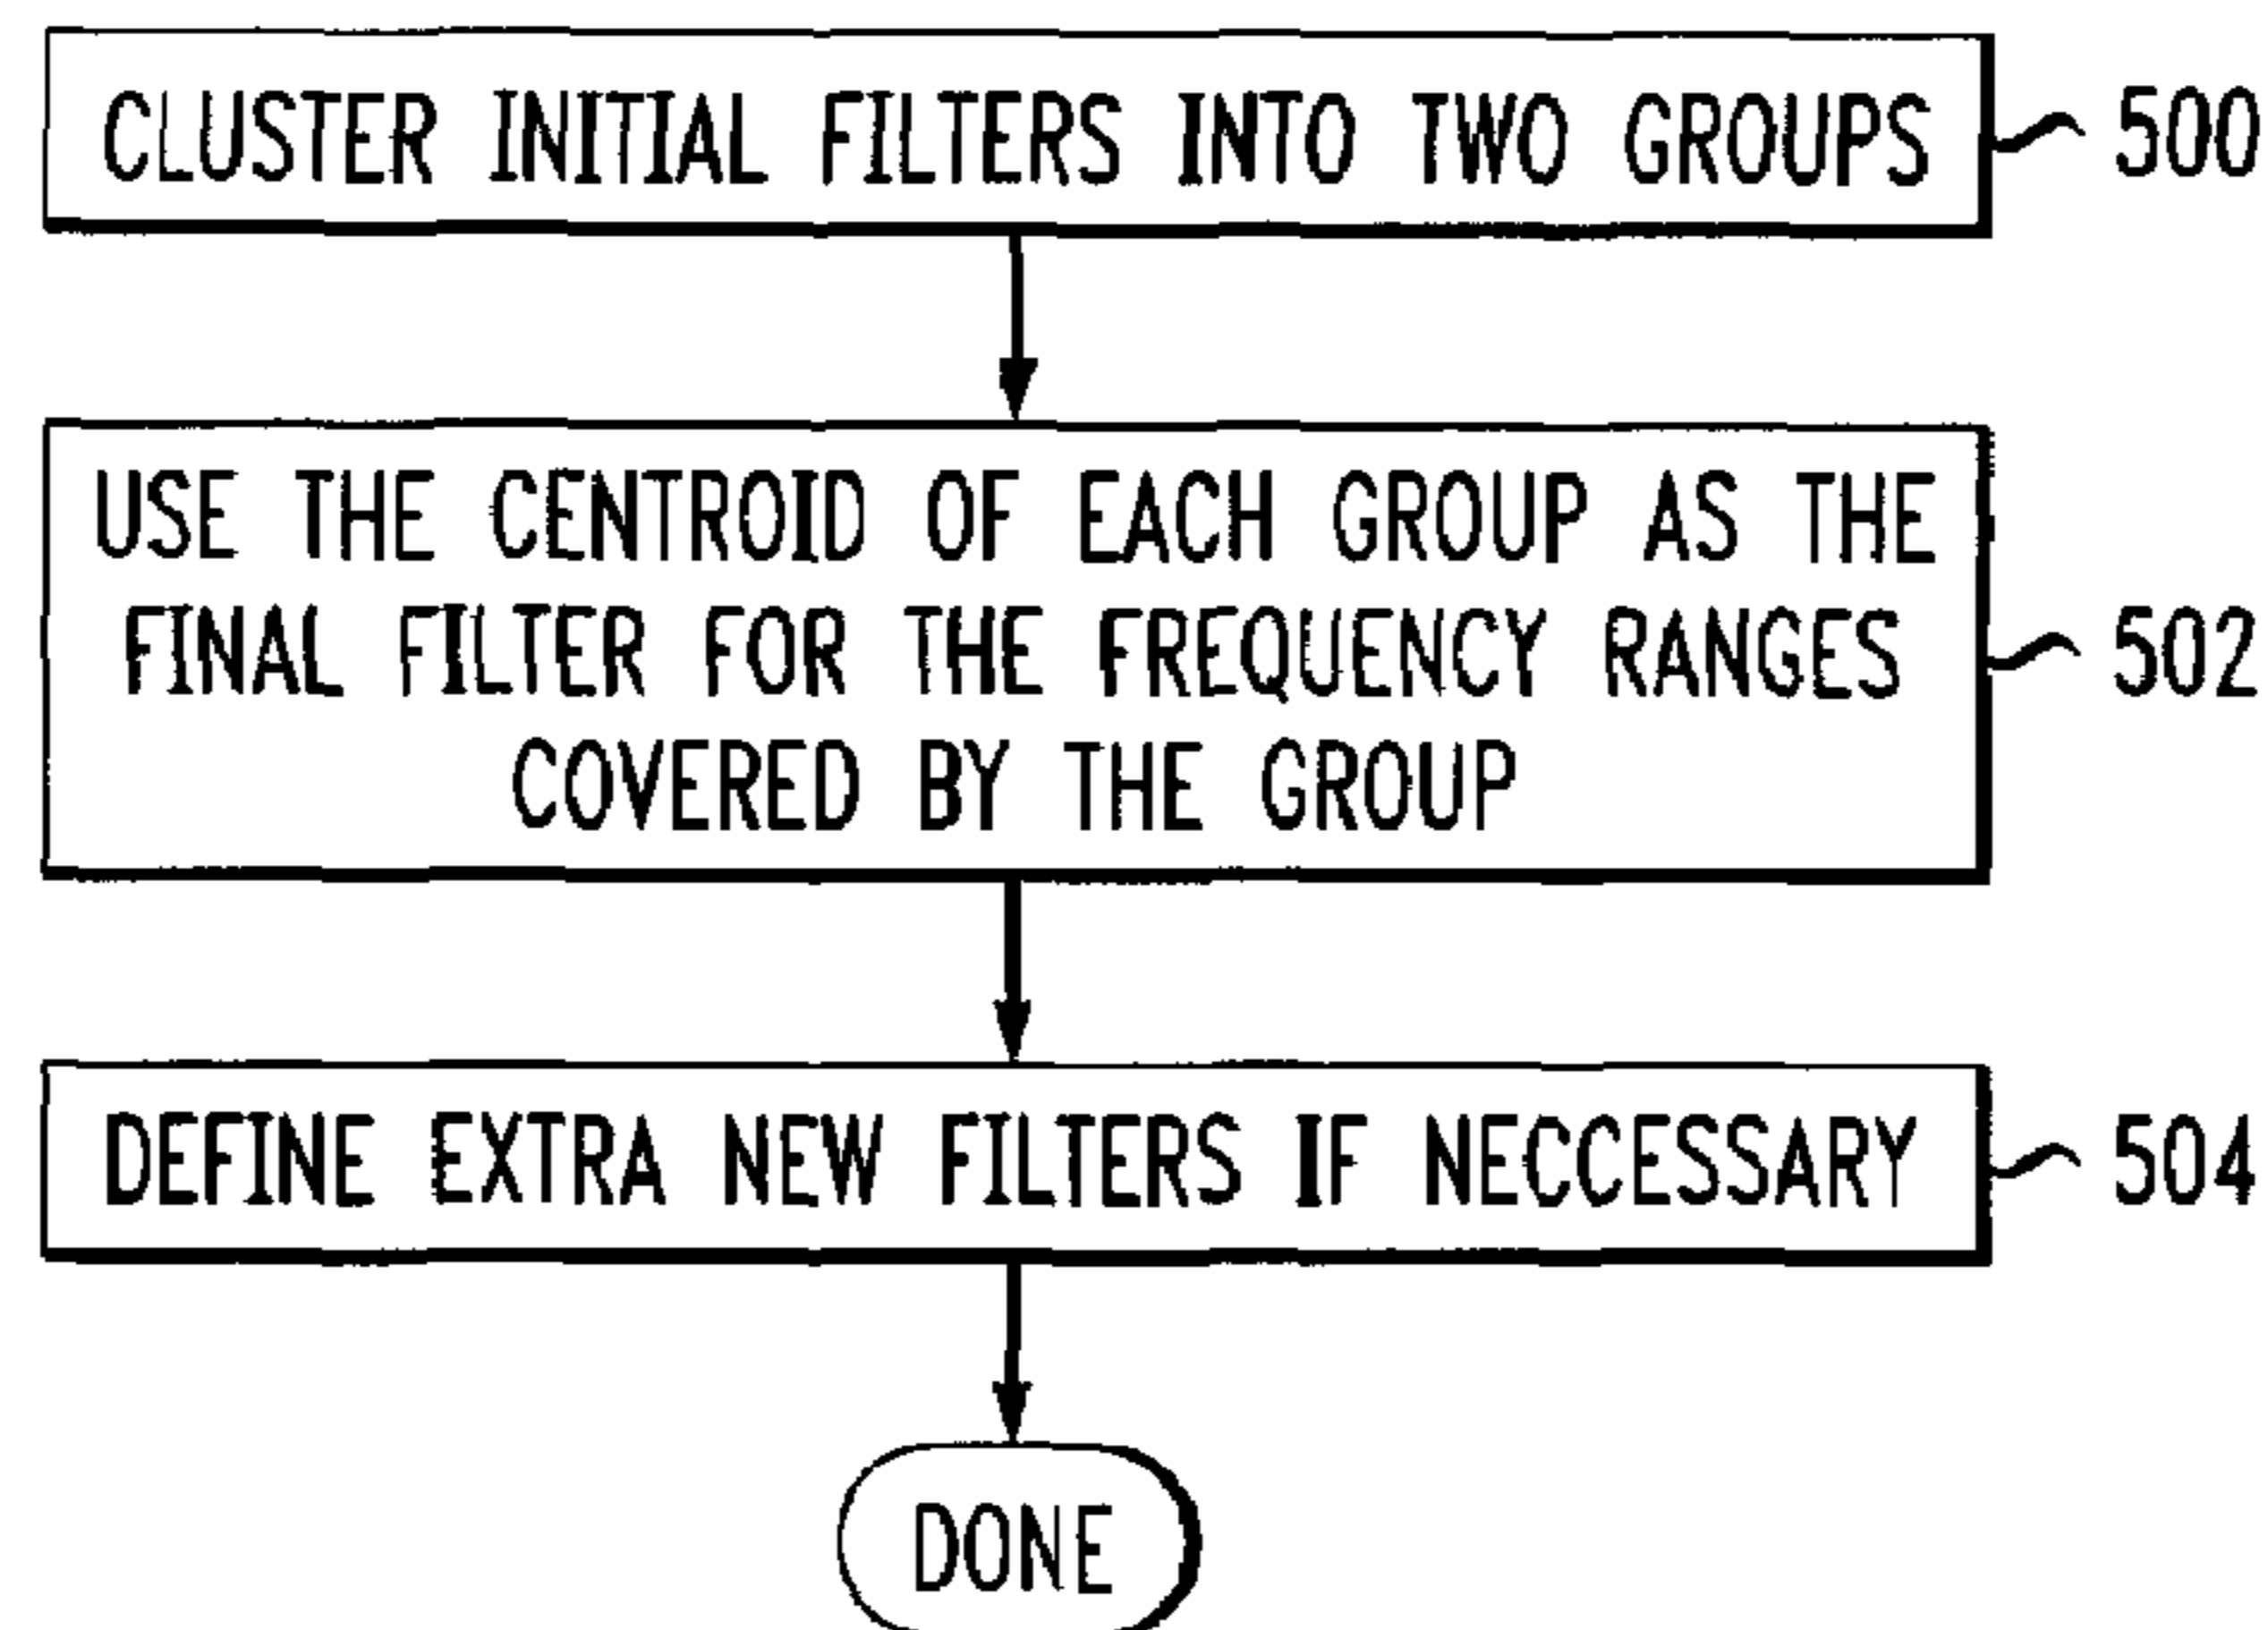 CLUSTER INITIAL FILTERS INTO TWO GROUPS
500
USE THE CENTROID OF EACH GROUP AS THE
FINAL FILTER FOR THE FREQUENCY RANGES
COVERED BY THE GROUP
502
DEFINE EXTRA NEW FILTERS IF NECCESSARY
504
DONE